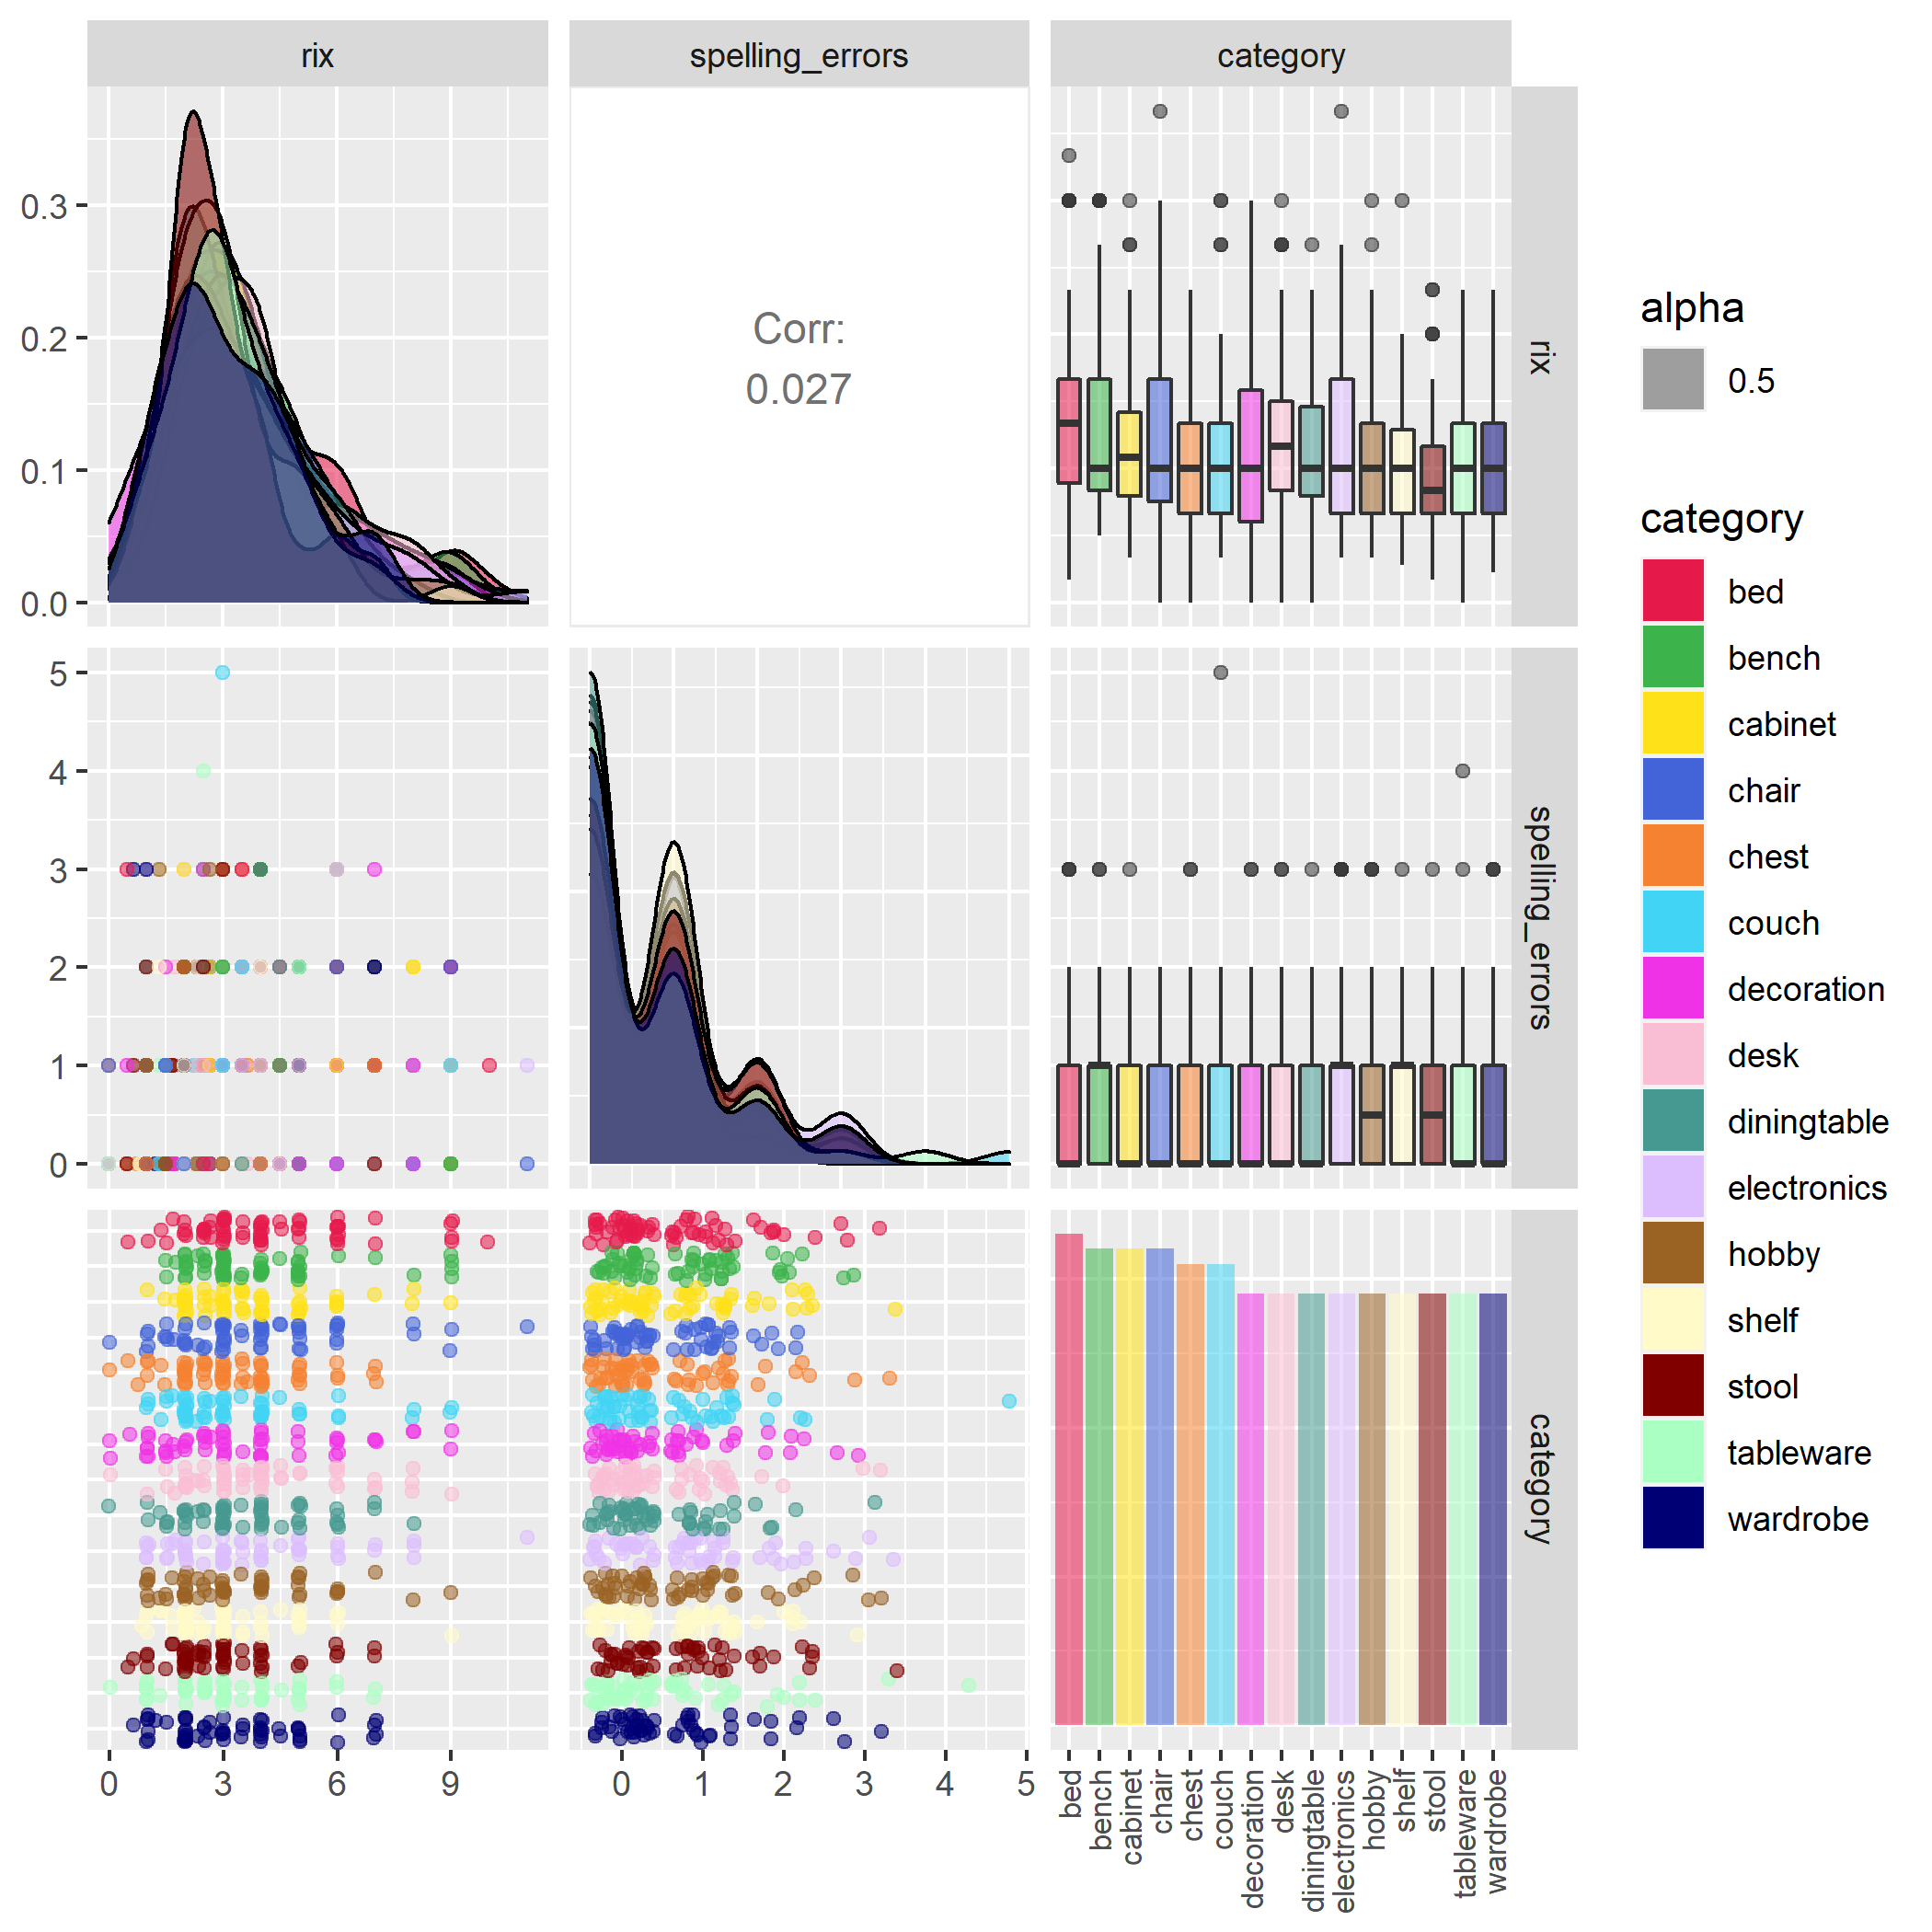 rix
spelling_errors
category
0.3
0.2
0.1
0.0
Corr:
0.027
rix
5
4
3
2
1
0
spelling_errors
category
0
3
6
9
0
1
2
3
4
5
bed
bench
cabinet
chair
chest
couch
decoration
desk
diningtable
electronics
hobby
shelf
stool
tableware
wardrobe
alpha
0.5
category
bed
bench
cabinet
chair
chest
couch
decoration
desk
diningtable
electronics
hobby
shelf
stool
tableware
wardrobe